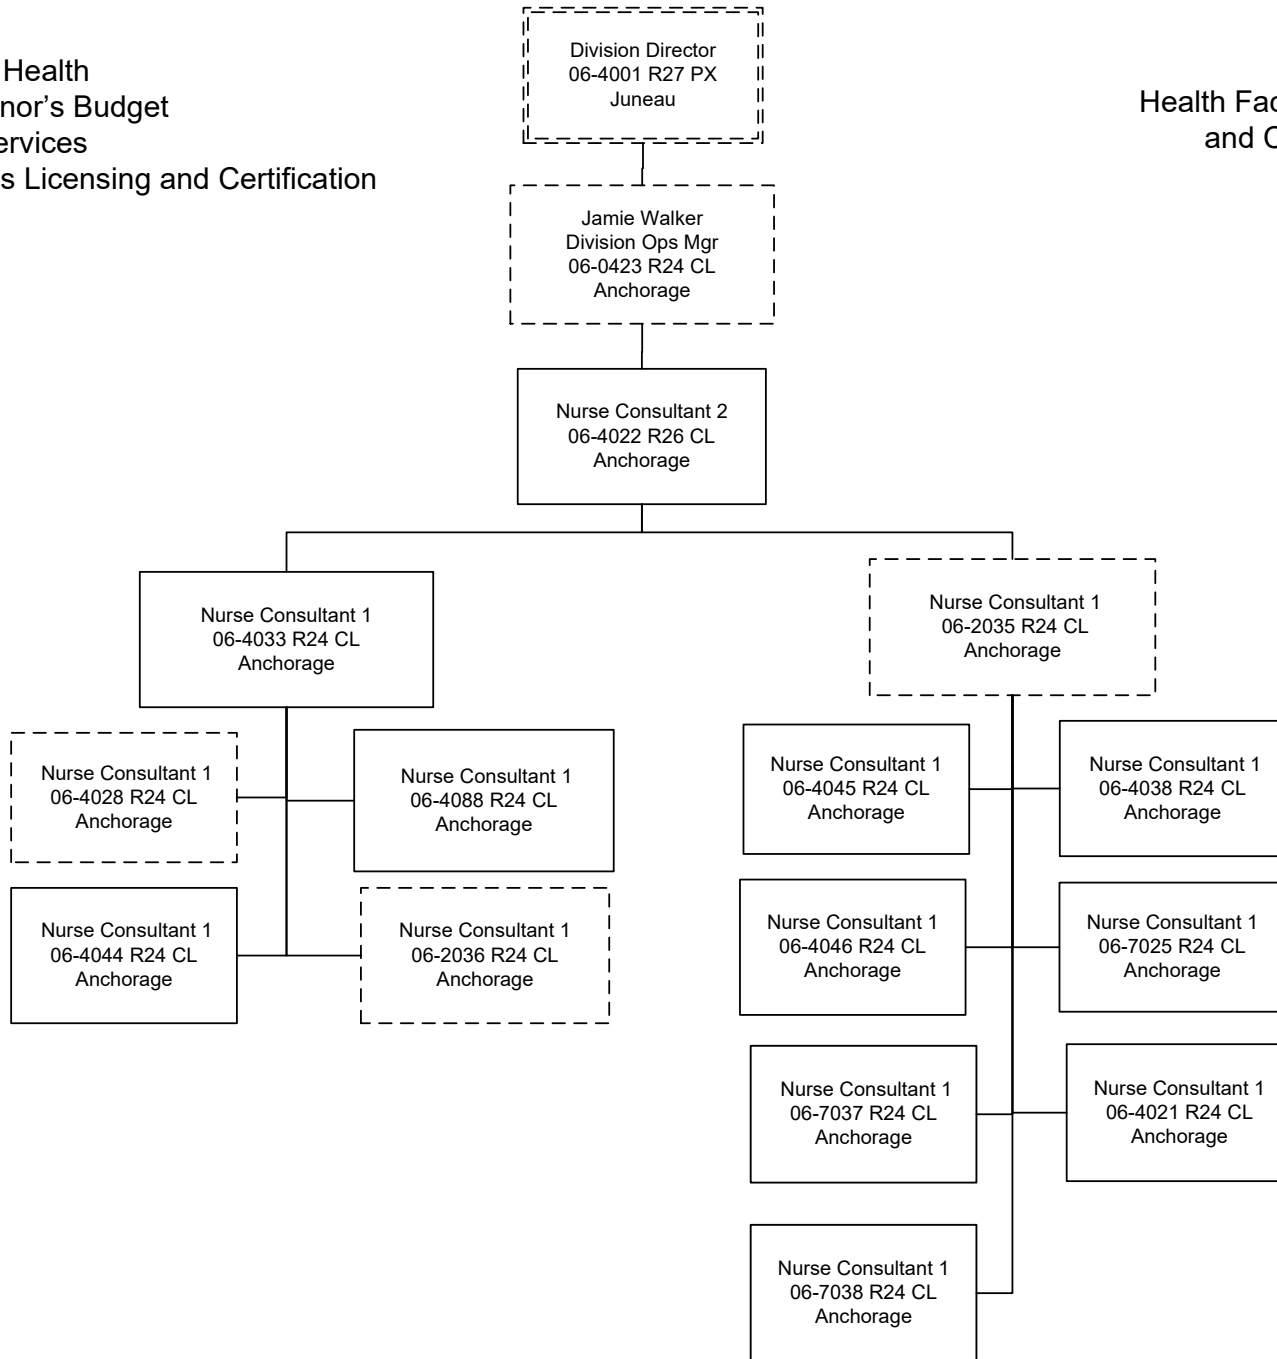 Health
nor's Budget
ervices
s Licensing and Certification
Health Fac
and C
Division Director
06-4001 R27 PX
Juneau
Jamie Walker
Division Ops Mgr
06-0423 R24 CL
Anchorage
Nurse Consultant 2
06-4022 R26 CL
Anchorage
Nurse Consultant 1
06-4033 R24 CL
Anchorage
Nurse Consultant 1
06-2035 R24 CL
Anchorage
Nurse Consultant 1
06-4028 R24 CL
Anchorage
Nurse Consultant 1
06-4088 R24 CL
Anchorage
Nurse Consultant 1
06-4045 R24 CL
Anchorage
Nurse Consultant 1
06-4038 R24 CL
Anchorage
Nurse Consultant 1
06-4044 R24 CL
Anchorage
Nurse Consultant 1
06-2036 R24 CL
Anchorage
Nurse Consultant 1
06-4046 R24 CL
Anchorage
Nurse Consultant 1
06-7025 R24 CL
Anchorage
Nurse Consultant 1
06-7037 R24 CL
Anchorage
Nurse Consultant 1
06-4021 R24 CL
Anchorage
Nurse Consultant 1
06-7038 R24 CL
Anchorage